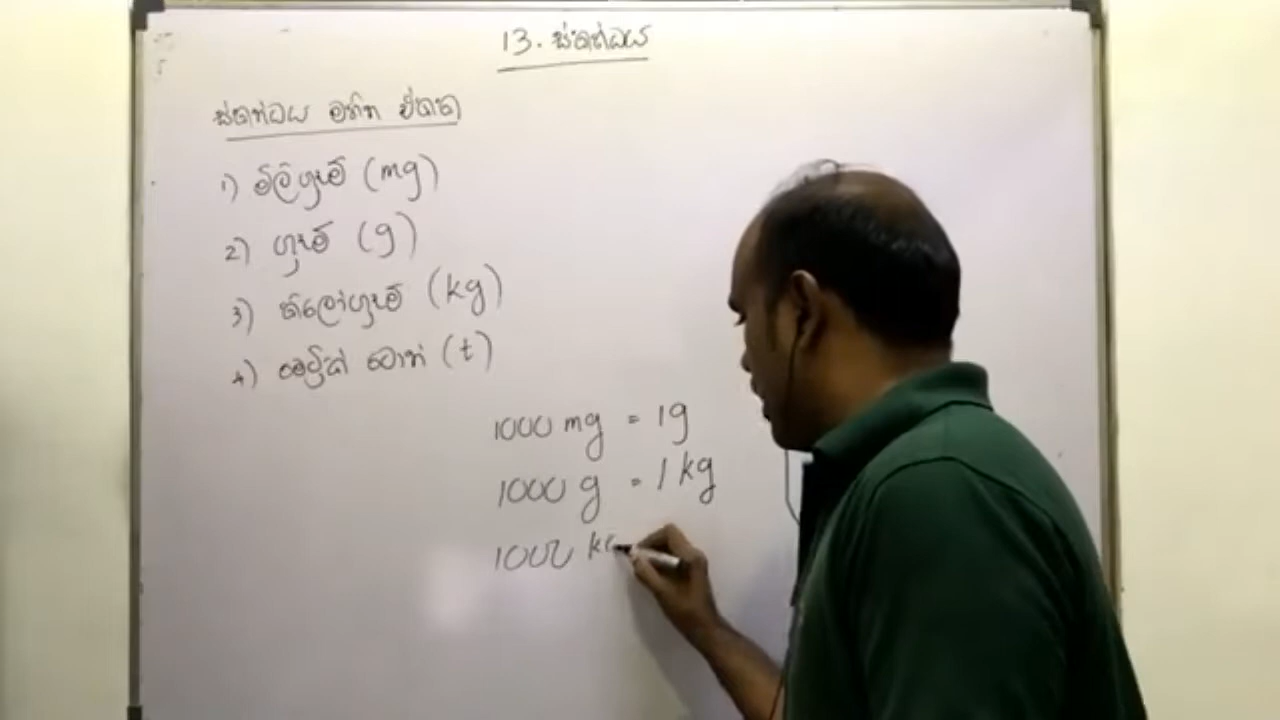 13. ස්කන්ධය
ස්කන්ධය මනින ඒකක
1) මිලිග්‍රෑම් (mg)
2) ග්‍රෑම් (g)
3) කිලෝග්‍රෑම් (kg)
4) මෙට්‍රික් ටොන් (t)
1000 mg = 1g
1000 g = 1 kg
1000 kg